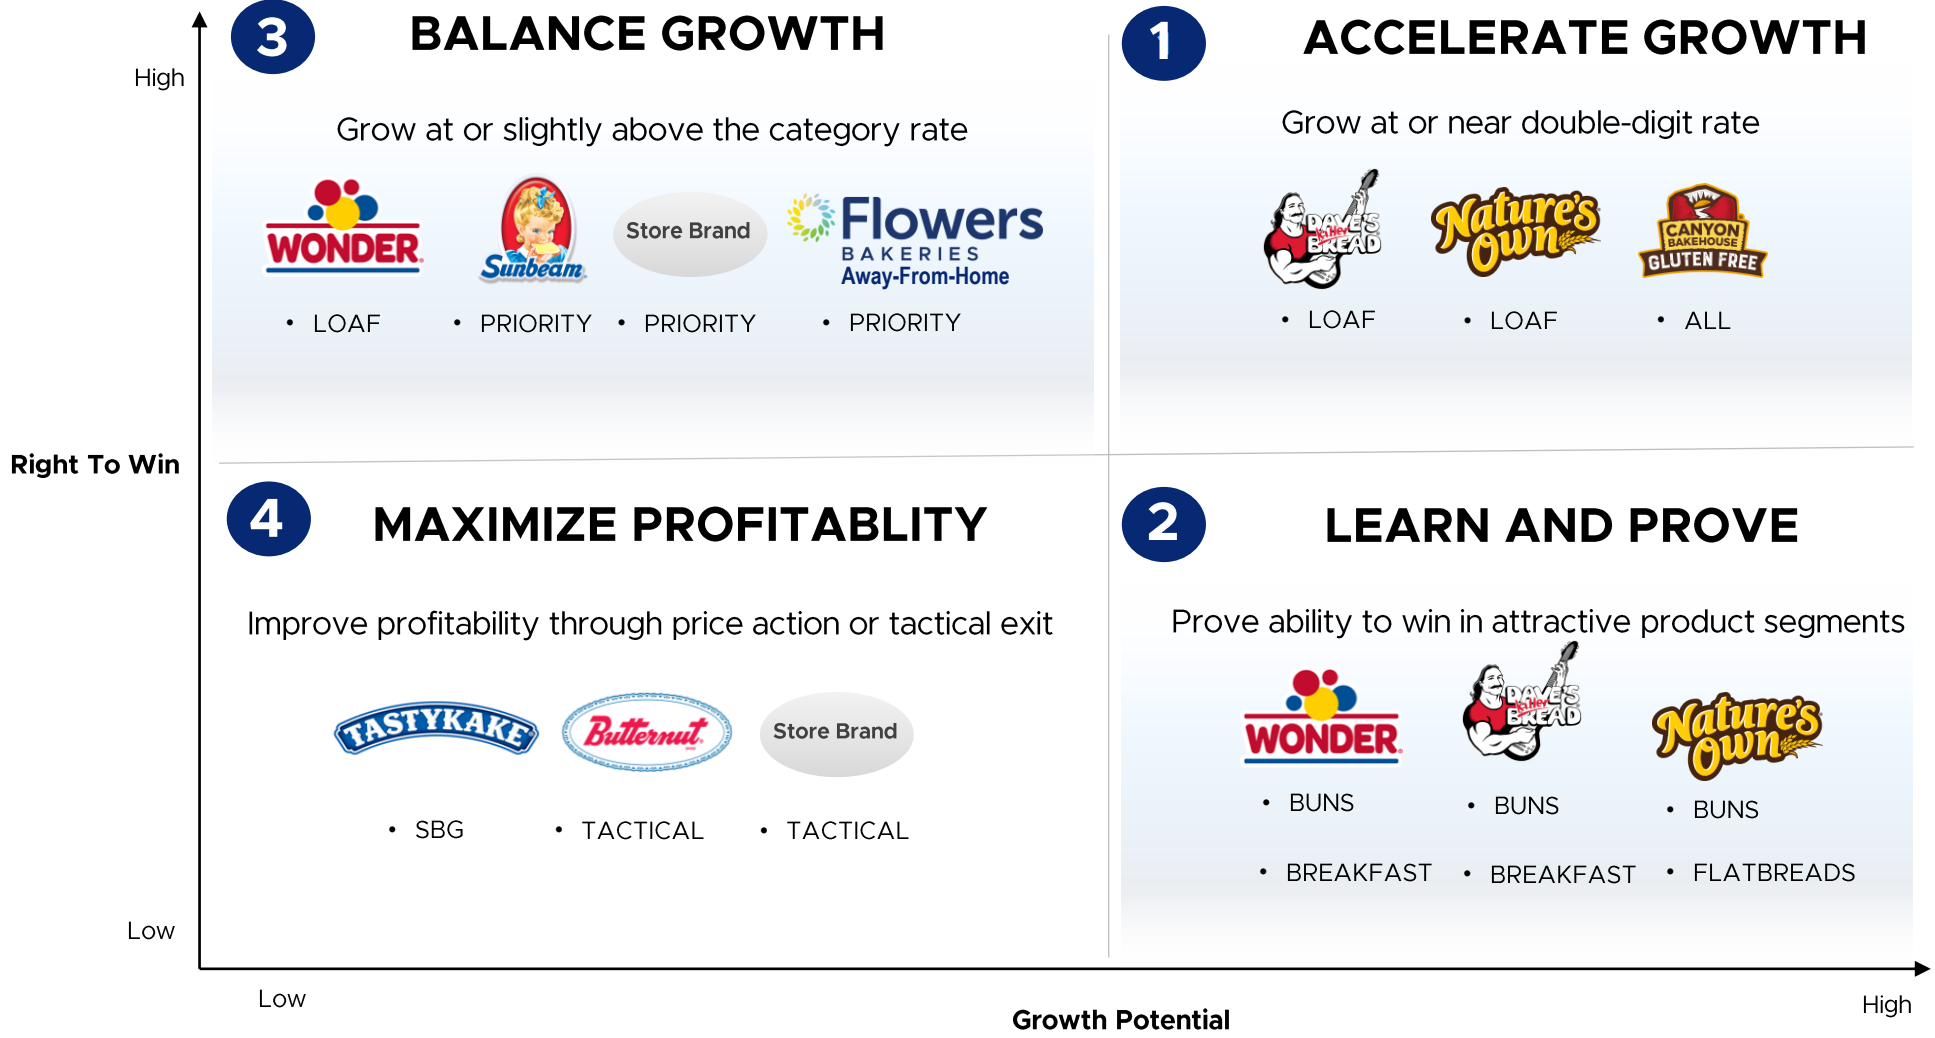 3
BALANCE GROWTH
Grow at or slightly above the category rate
WONDER
Sunbeam
Store Brand
Flowers
BAKERIES
Away-From-Home
• LOAF
• PRIORITY
• PRIORITY
• PRIORITY
1
ACCELERATE GROWTH
Grow at or near double-digit rate
DAVE'S
Killer
BREAD
Nature's
Own
CANYON
BAKEHOUSE
GLUTEN FREE
• LOAF
• LOAF
• ALL
High
Right To Win
Low
4
MAXIMIZE PROFITABLITY
Improve profitability through price action or tactical exit
TASTYKAKE
Butternut
Store Brand
• SBG
• TACTICAL
• TACTICAL
2
LEARN AND PROVE
Prove ability to win in attractive product segments
WONDER
DAVE'S
Killer
BREAD
Nature's
Own
• BUNS
• BUNS
• BUNS
• BREAKFAST
• BREAKFAST
• FLATBREADS
Low
Growth Potential
High